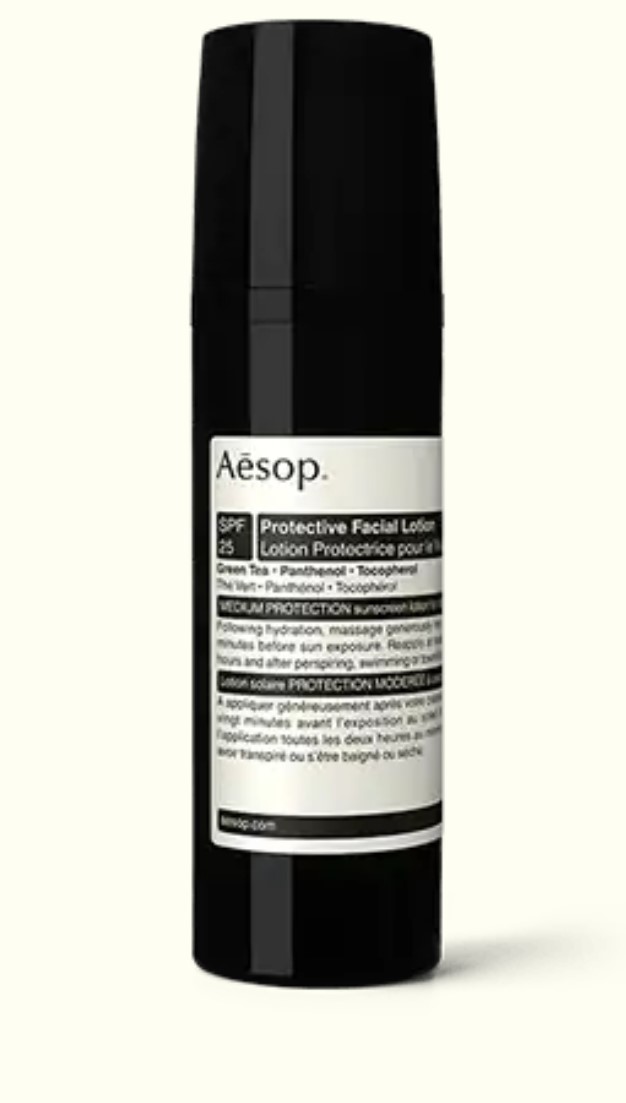 Aēsop.
SPF 25
Protective Facial Lotion
Lotion Protectrice pour le
Green Tea • Panthenol • Tocopherol
Thé Vert • Panthénol • Tocophérol
MEDIUM PROTECTION sunscreen lotion
Following hydration, massage generously
minutes before sun exposure. Reapply
hours and after perspiring, swimming or
Lotion solaire PROTECTION MODÉRÉE
À appliquer généreusement après votre
vingt minutes avant l'exposition au
l'application toutes les deux heures au
avoir transpiré ou s'être baigné ou séché.
aesop.com